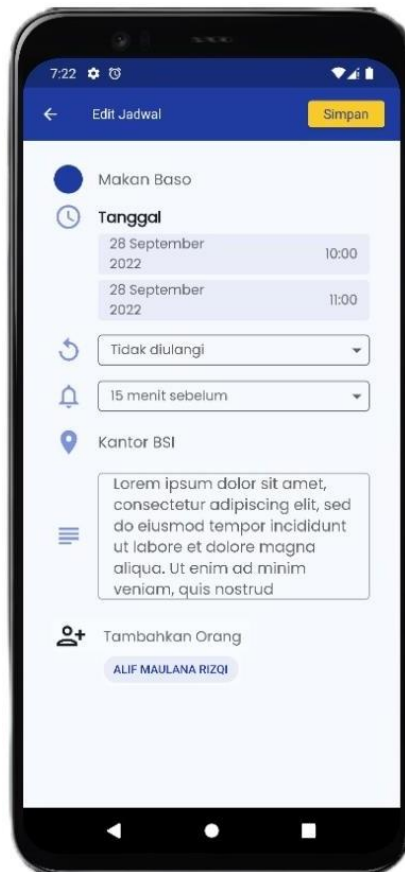 7:22
Edit Jadwal
Simpan
Makan Baso
Tanggal
28 September
2022
10:00
28 September
2022
11:00
Tidak diulangi
15 menit sebelum
Kantor BSI
Lorem ipsum dolor sit amet,
consectetur adipiscing elit, sed
do eiusmod tempor incididunt
ut labore et dolore magna
aliqua. Ut enim ad minim
veniam, quis nostrud
Tambahkan Orang
ALIF MAULANA RIZQI